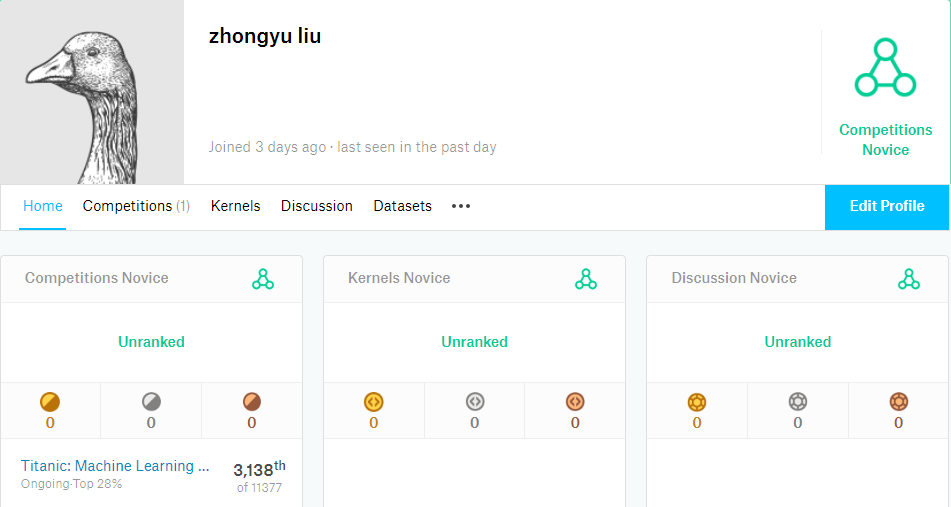 zhongyu liu
Joined 3 days ago · last seen in the past day
Competitions
Novice
Home Competitions (1) Kernels Discussion Datasets •••
Edit Profile
Competitions Novice
Unranked
0 0 0
Titanic: Machine Learning ...
Ongoing·Top 28%
3,138th
of 11377
Kernels Novice
Unranked
0 0 0
Discussion Novice
Unranked
0 0 0